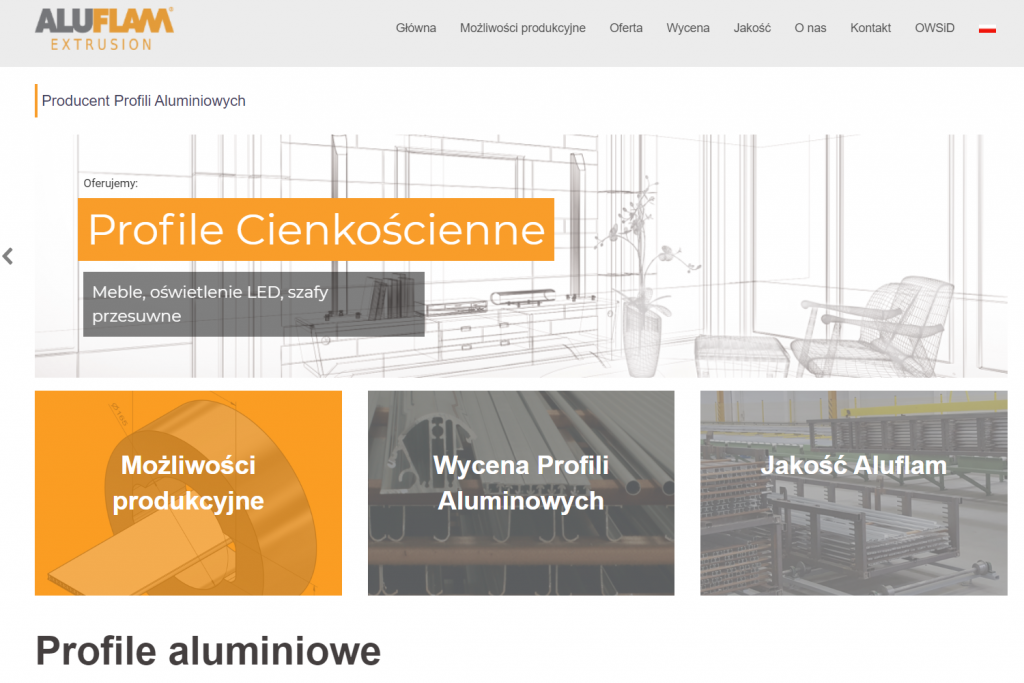 ALUFLAM®
EXTRUSION
Główna Możliwości produkcyjne Oferta Wycena Jakość O nas Kontakt OWSiD
Producent Profili Aluminiowych
Oferujemy:
Profile Cienkościenne
Meble, oświetlenie LED, szafy
przesuwne
Możliwości
produkcyjne
Wycena Profili
Aluminowych
Jakość Aluflam
Profile aluminiowe